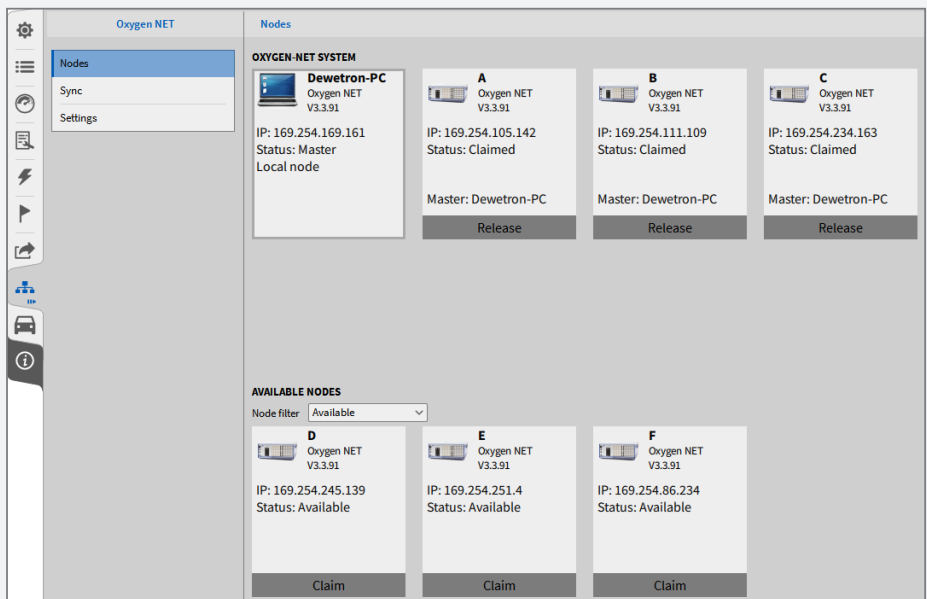 Oxygen NET
Nodes
Nodes
Sync
Settings
OXYGEN-NET SYSTEM
Dewetron-PC
Oxygen NET
V3.3.91
IP: 169.254.169.161
Status: Master
Local node
A
Oxygen NET
V3.3.91
IP: 169.254.105.142
Status: Claimed
Master: Dewetron-PC
Release
B
Oxygen NET
V3.3.91
IP: 169.254.111.109
Status: Claimed
Master: Dewetron-PC
Release
C
Oxygen NET
V3.3.91
IP: 169.254.234.163
Status: Claimed
Master: Dewetron-PC
Release
AVAILABLE NODES
Node filter Available
D
Oxygen NET
V3.3.91
IP: 169.254.245.139
Status: Available
Claim
E
Oxygen NET
V3.3.91
IP: 169.254.251.4
Status: Available
Claim
F
Oxygen NET
V3.3.91
IP: 169.254.86.234
Status: Available
Claim